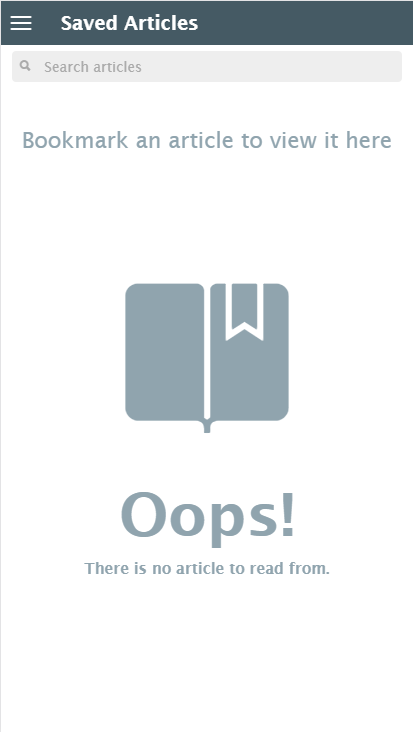 Saved Articles
Search articles
Bookmark an article to view it here
Oops!
There is no article to read from.